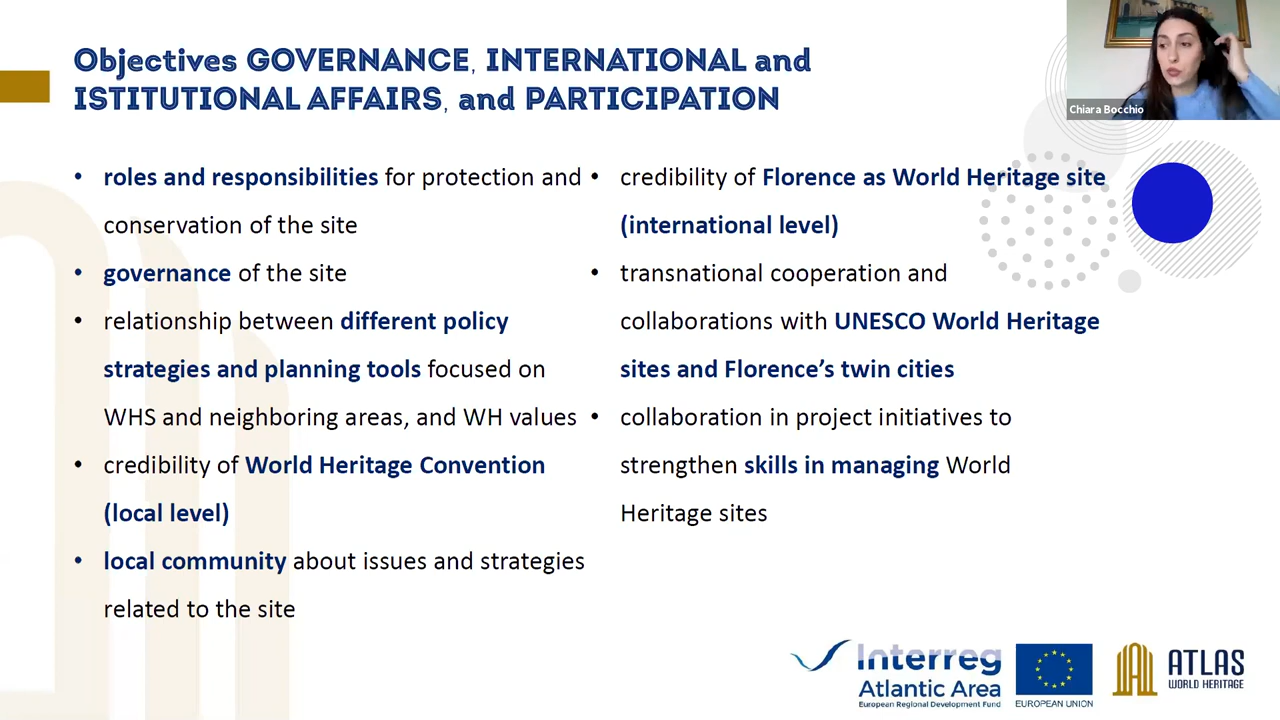 Objectives GOVERNANCE, INTERNATIONAL and
ISTITUTIONAL AFFAIRS, and PARTICIPATION
Chiara Bocchio
• roles and responsibilities for protection and
conservation of the site
• governance of the site
• relationship between different policy
strategies and planning tools focused on
WHS and neighboring areas, and WH values
• credibility of World Heritage Convention
(local level)
• local community about issues and strategies
related to the site
• credibility of Florence as World Heritage site
(international level)
• transnational cooperation and
collaborations with UNESCO World Heritage
sites and Florence’s twin cities
• collaboration in project initiatives to
strengthen skills in managing World
Heritage sites
Interreg
Atlantic Area
European Regional Development Fund
EUROPEAN UNION
ATLAS
WORLD HERITAGE